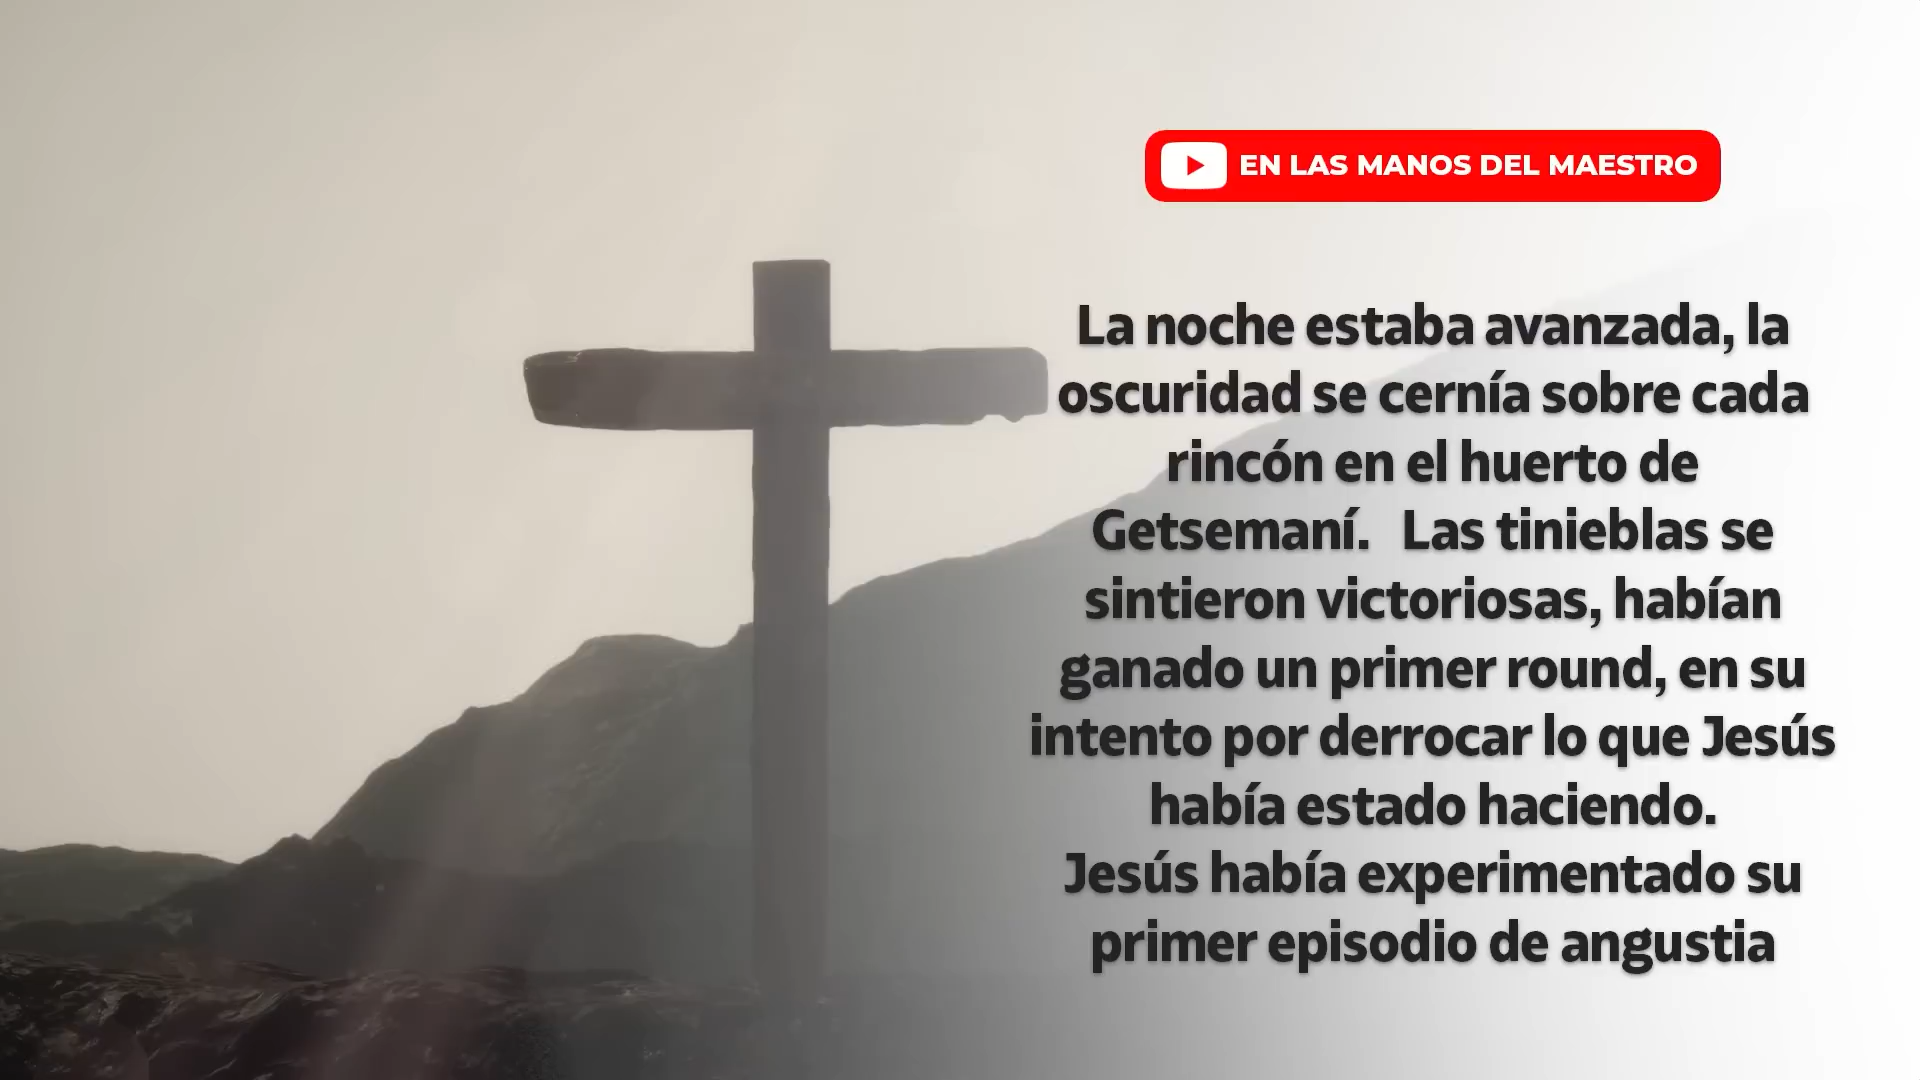 EN LAS MANOS DEL MAESTRO
La noche estaba avanzada, la
oscuridad se cernía sobre cada
rincón en el huerto de
Getsemaní.   Las tinieblas se
sintieron victoriosas, habían
ganado un primer round, en su
intento por derrocar lo que Jesús
había estado haciendo.
Jesús había experimentado su
primer episodio de angustia